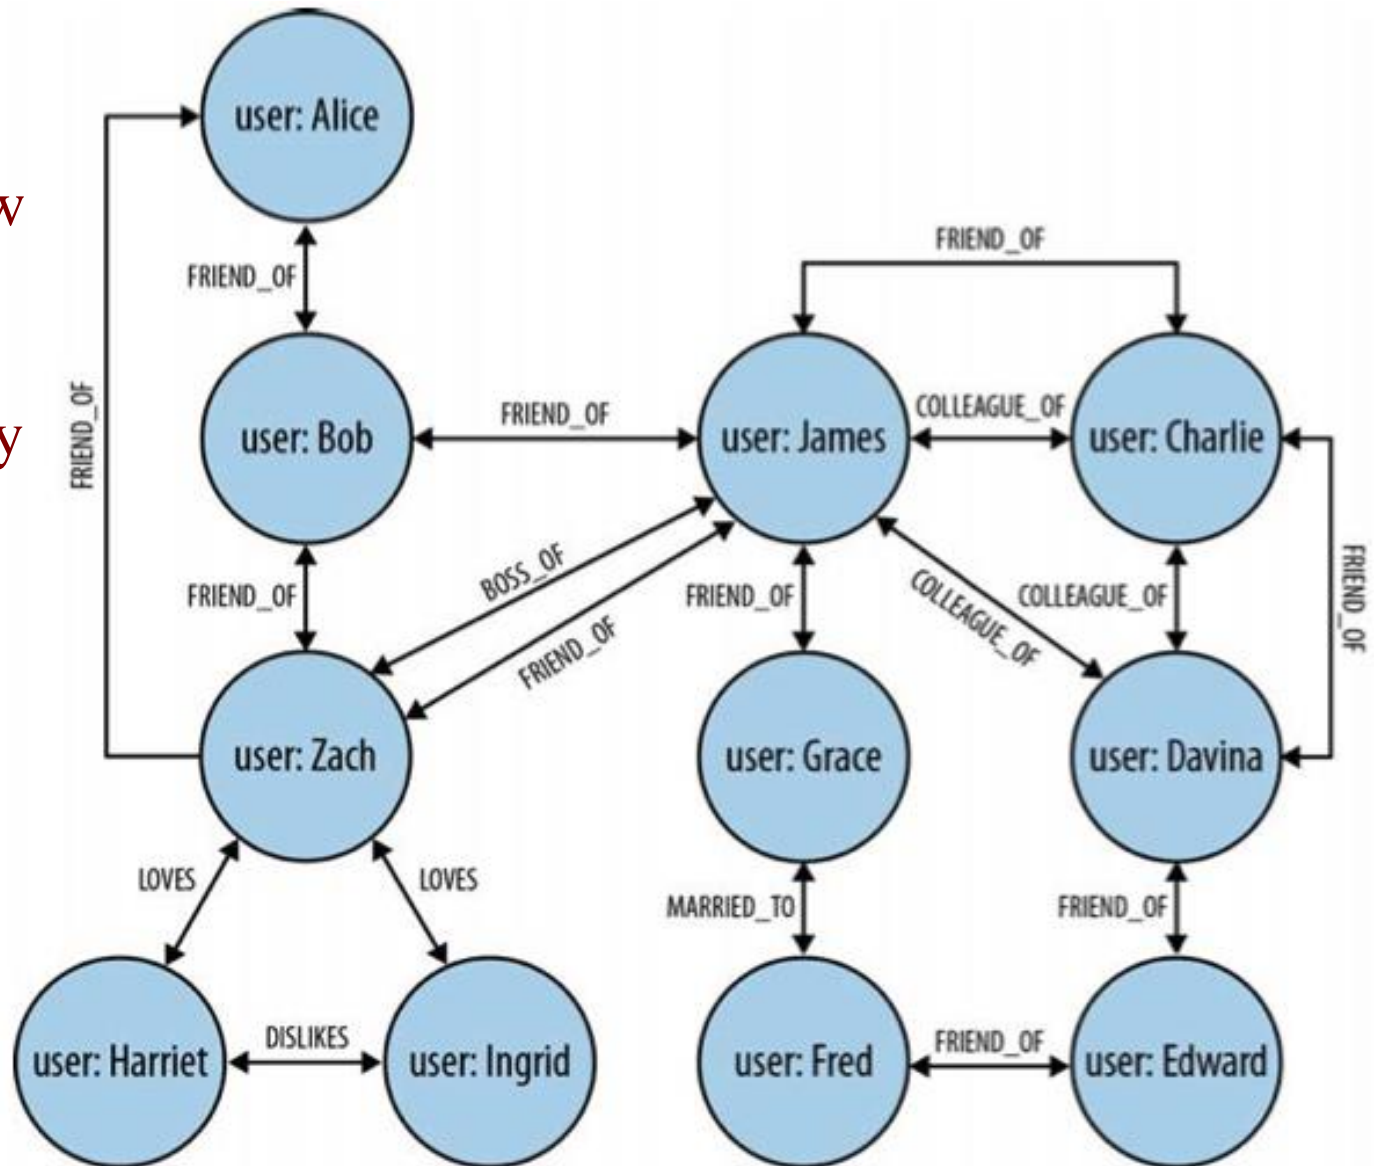 user: Alice
w
FRIEND_OF
FRIEND_OF
FRIEND_OF
y
user: Bob
FRIEND_OF
user: James
COLLEAGUE_OF
user: Charlie
FRIEND_OF
FRIEND_OF
BOSS_OF
FRIEND_OF
FRIEND_OF
COLLEAGUE_OF
COLLEAGUE_OF
FRIEND_OF
user: Zach
user: Grace
user: Davina
LOVES
LOVES
MARRIED_TO
FRIEND_OF
user: Harriet
DISLIKES
user: Ingrid
user: Fred
FRIEND_OF
user: Edward